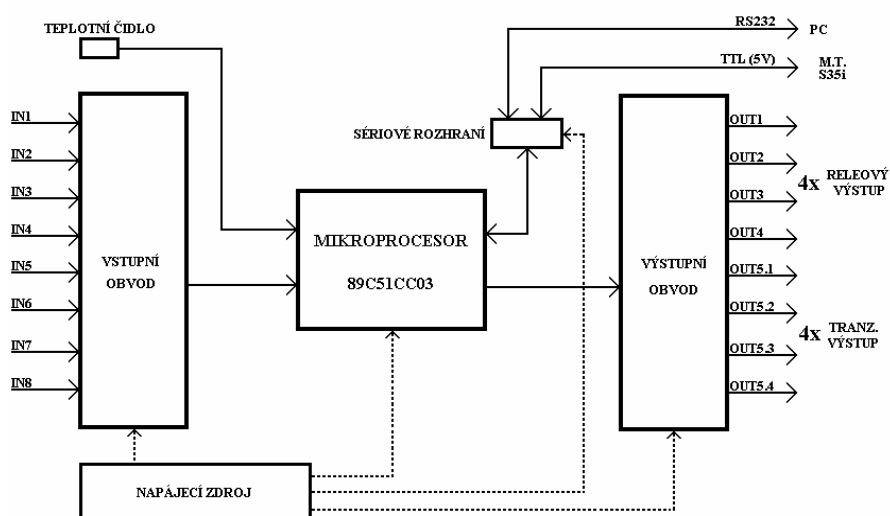 TEPLOTNÍ ČIDLO
RS232
PC
TTL (5V)
M.T.
S35i
SÉRIOVÉ ROZHRANÍ
IN1
IN2
IN3
IN4
IN5
IN6
IN7
IN8
VSTUPNÍ
OBVOD
MIKROPROCESOR
89C51CC03
VÝSTUPNÍ
OBVOD
OUT1
OUT2
OUT3
OUT4
OUT5.1
OUT5.2
OUT5.3
OUT5.4
4x RELEOVÝ
VÝSTUP
4x TRANZ.
VÝSTUP
NAPÁJECÍ ZDROJ